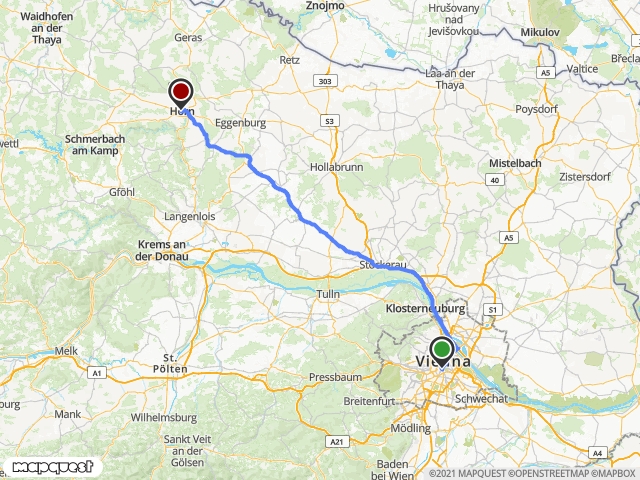 Waidhofen
an der
Thaya
Znojmo
Hrušovany
nad
Jevišovkou
Mikulov
Geras
Retz
303
Laa an der
Thaya
A5
Valtice
Břecla
Horn
Eggenburg
S3
Poysdorf
Schmerbach
am Kamp
wettl
Hollabrunn
Mistelbach
40
Zistersdorf
Gföhl
Langenlois
Krems an
der Donau
A5
Stockerau
Tulln
Klosterneuburg
S1
Melk
A1
St.
Pölten
Vienna
Pressbaum
Breitenfurt
Schwechat
Mank
Wilhelmsburg
Mödling
Sankt Veit
an der
Gölsen
A21
A4
Baden
bei Wien
mapquest
©2021 MAPQUEST ©OPENSTREETMAP ©MAPBOX